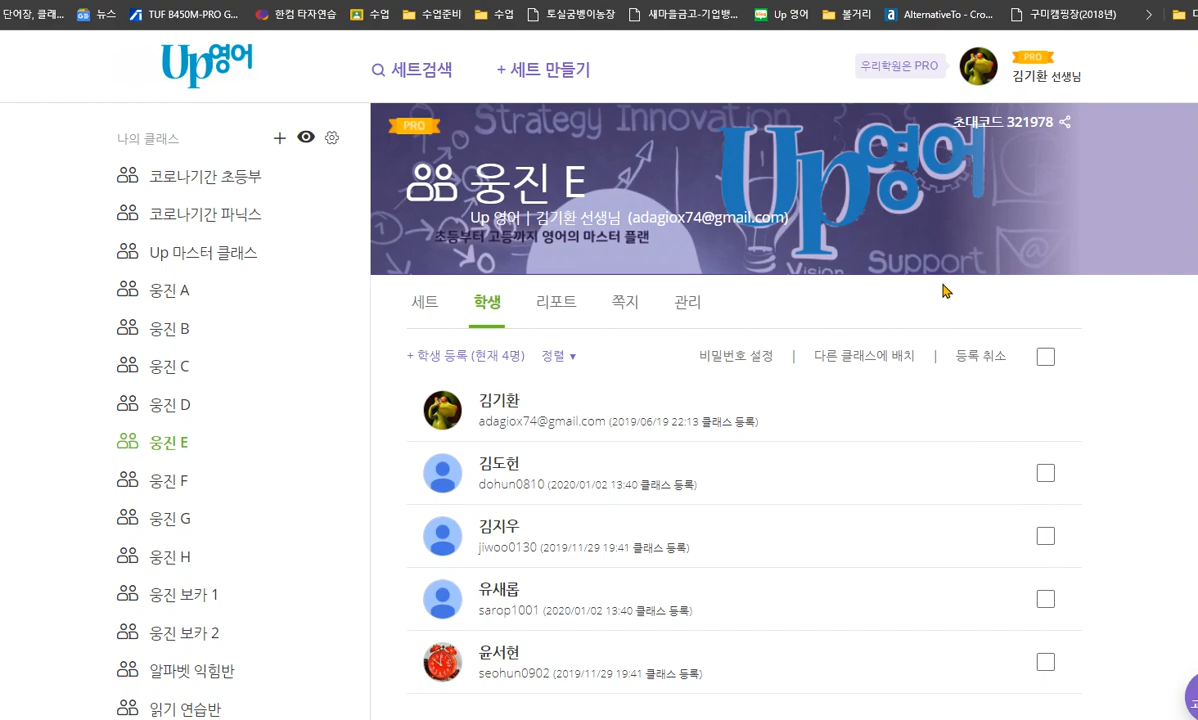 단어장, 클래... 뉴스 TUF B450M-PRO G... 한컴 타자연습 수업 수업준비 수업 토실굼벵이농장 새마을금고-기업뱅... Up 영어 볼거리 AlternativeTo - Cro... 구미캠핑장(2018년)
Up영어
세트검색
+ 세트 만들기
우리학원은 PRO
PRO
김기환 선생님
나의 클래스
코로나기간 초등부
코로나기간 파닉스
Up 마스터 클래스
웅진 A
웅진 B
웅진 C
웅진 D
웅진 E
웅진 F
웅진 G
웅진 H
웅진 보카 1
웅진 보카 2
알파벳 익힘반
읽기 연습반
PRO
Strategy Innovation
초대코드 321978
웅진 E
Up영어
Up 영어 | 김기환 선생님 (adagiox74@gmail.com)
초등부터 고등까지 영어의 마스터 플랜
Vision
Support
세트 학생 리포트 쪽지 관리
+ 학생 등록 (현재 4명) 정렬 ▼ 비밀번호 설정 | 다른 클래스에 배치 | 등록 취소
김기환
adagiox74@gmail.com (2019/06/19 22:13 클래스 등록)
김도헌
dohun0810 (2020/01/02 13:40 클래스 등록)
김지우
jiwoo0130 (2019/11/29 19:41 클래스 등록)
유새롭
sarop1001 (2020/01/02 13:40 클래스 등록)
윤서현
seohun0902 (2019/11/29 19:41 클래스 등록)